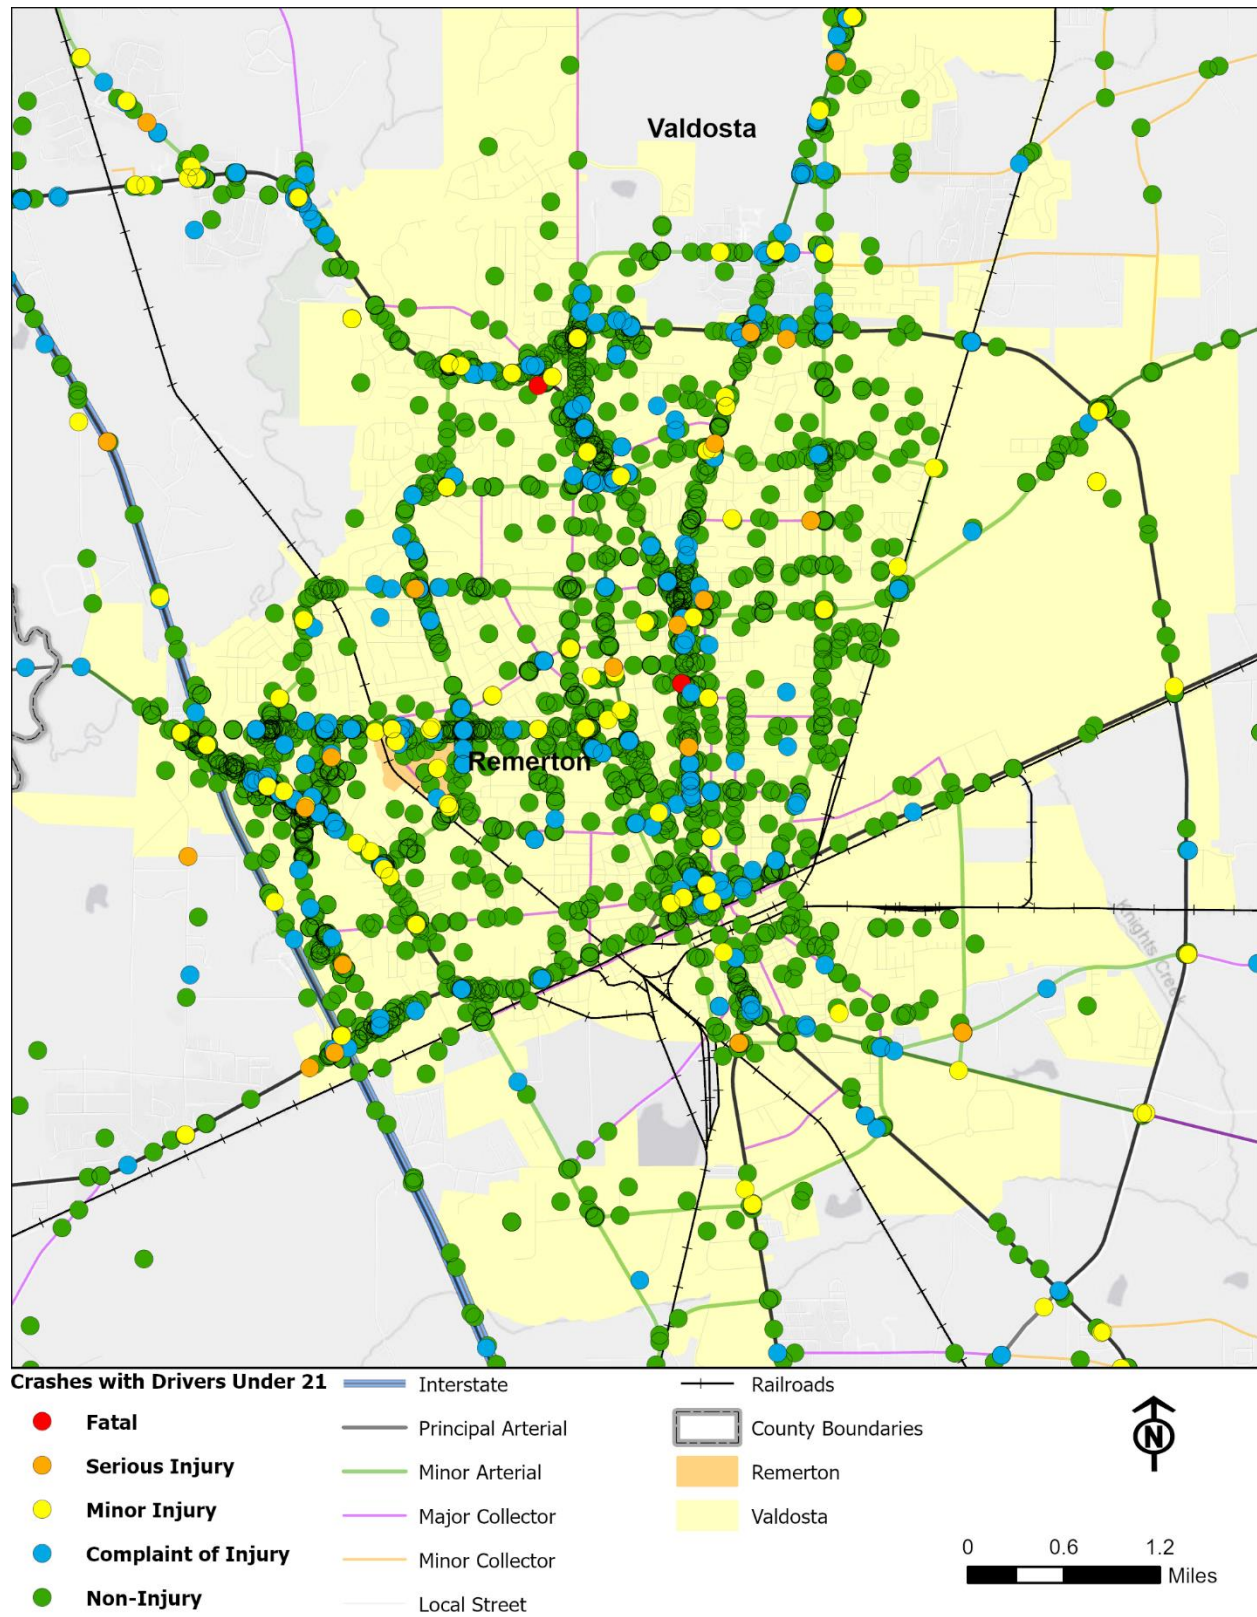 Valdosta
Remerton
Knights Creek
Crashes with Drivers Under 21
Fatal
Serious Injury
Minor Injury
Complaint of Injury
Non-Injury
Interstate
Principal Arterial
Minor Arterial
Major Collector
Minor Collector
Local Street
Railroads
County Boundaries
Remerton
Valdosta
N
0 0.6 1.2
Miles